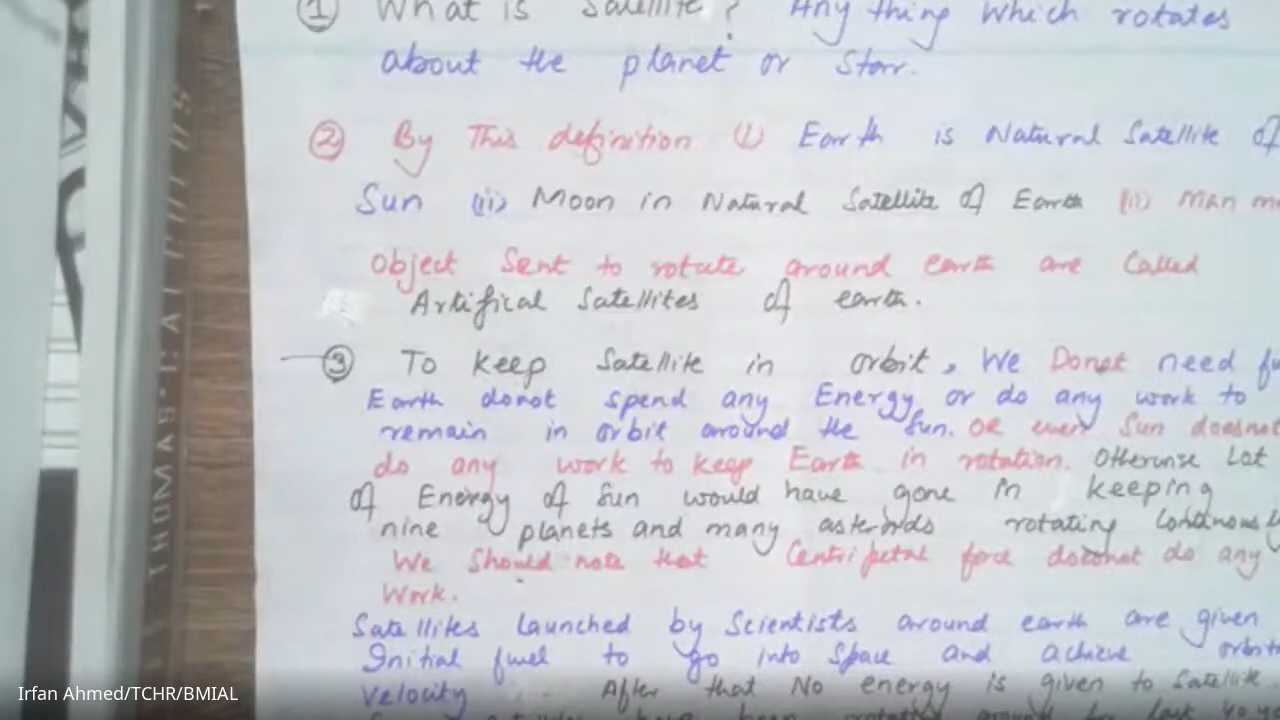 ① What is Satellite? Any thing which rotates
about the planet or Starr.
② By This definition (i) Earth is Natural Satellite of
Sun (ii) Moon in Natural Satellite of Earth (ii) Man
Object Sent to rotate around earth are Called
Artifical Satellites of earth.
③ To Keep Satellite in orbit, We Donot need
Earth donot spend any Energy or do any work to
remain in orbit around the Sun. OR even Sun doesnot
do any work to keep Earth in rotation. Otherwise Lot
of Energy of Sun would have gone in keeping
nine planets and many asteroids rotating Continously
We Should note that Centripetal force doesnot do any
Work.
Satellites Launched by Scientists around earth are given
Initial fuel to go into Space and achieve
Velocity After that No energy is given to Satellite.
THOMAS
Irfan Ahmed/TCHR/BMIAL